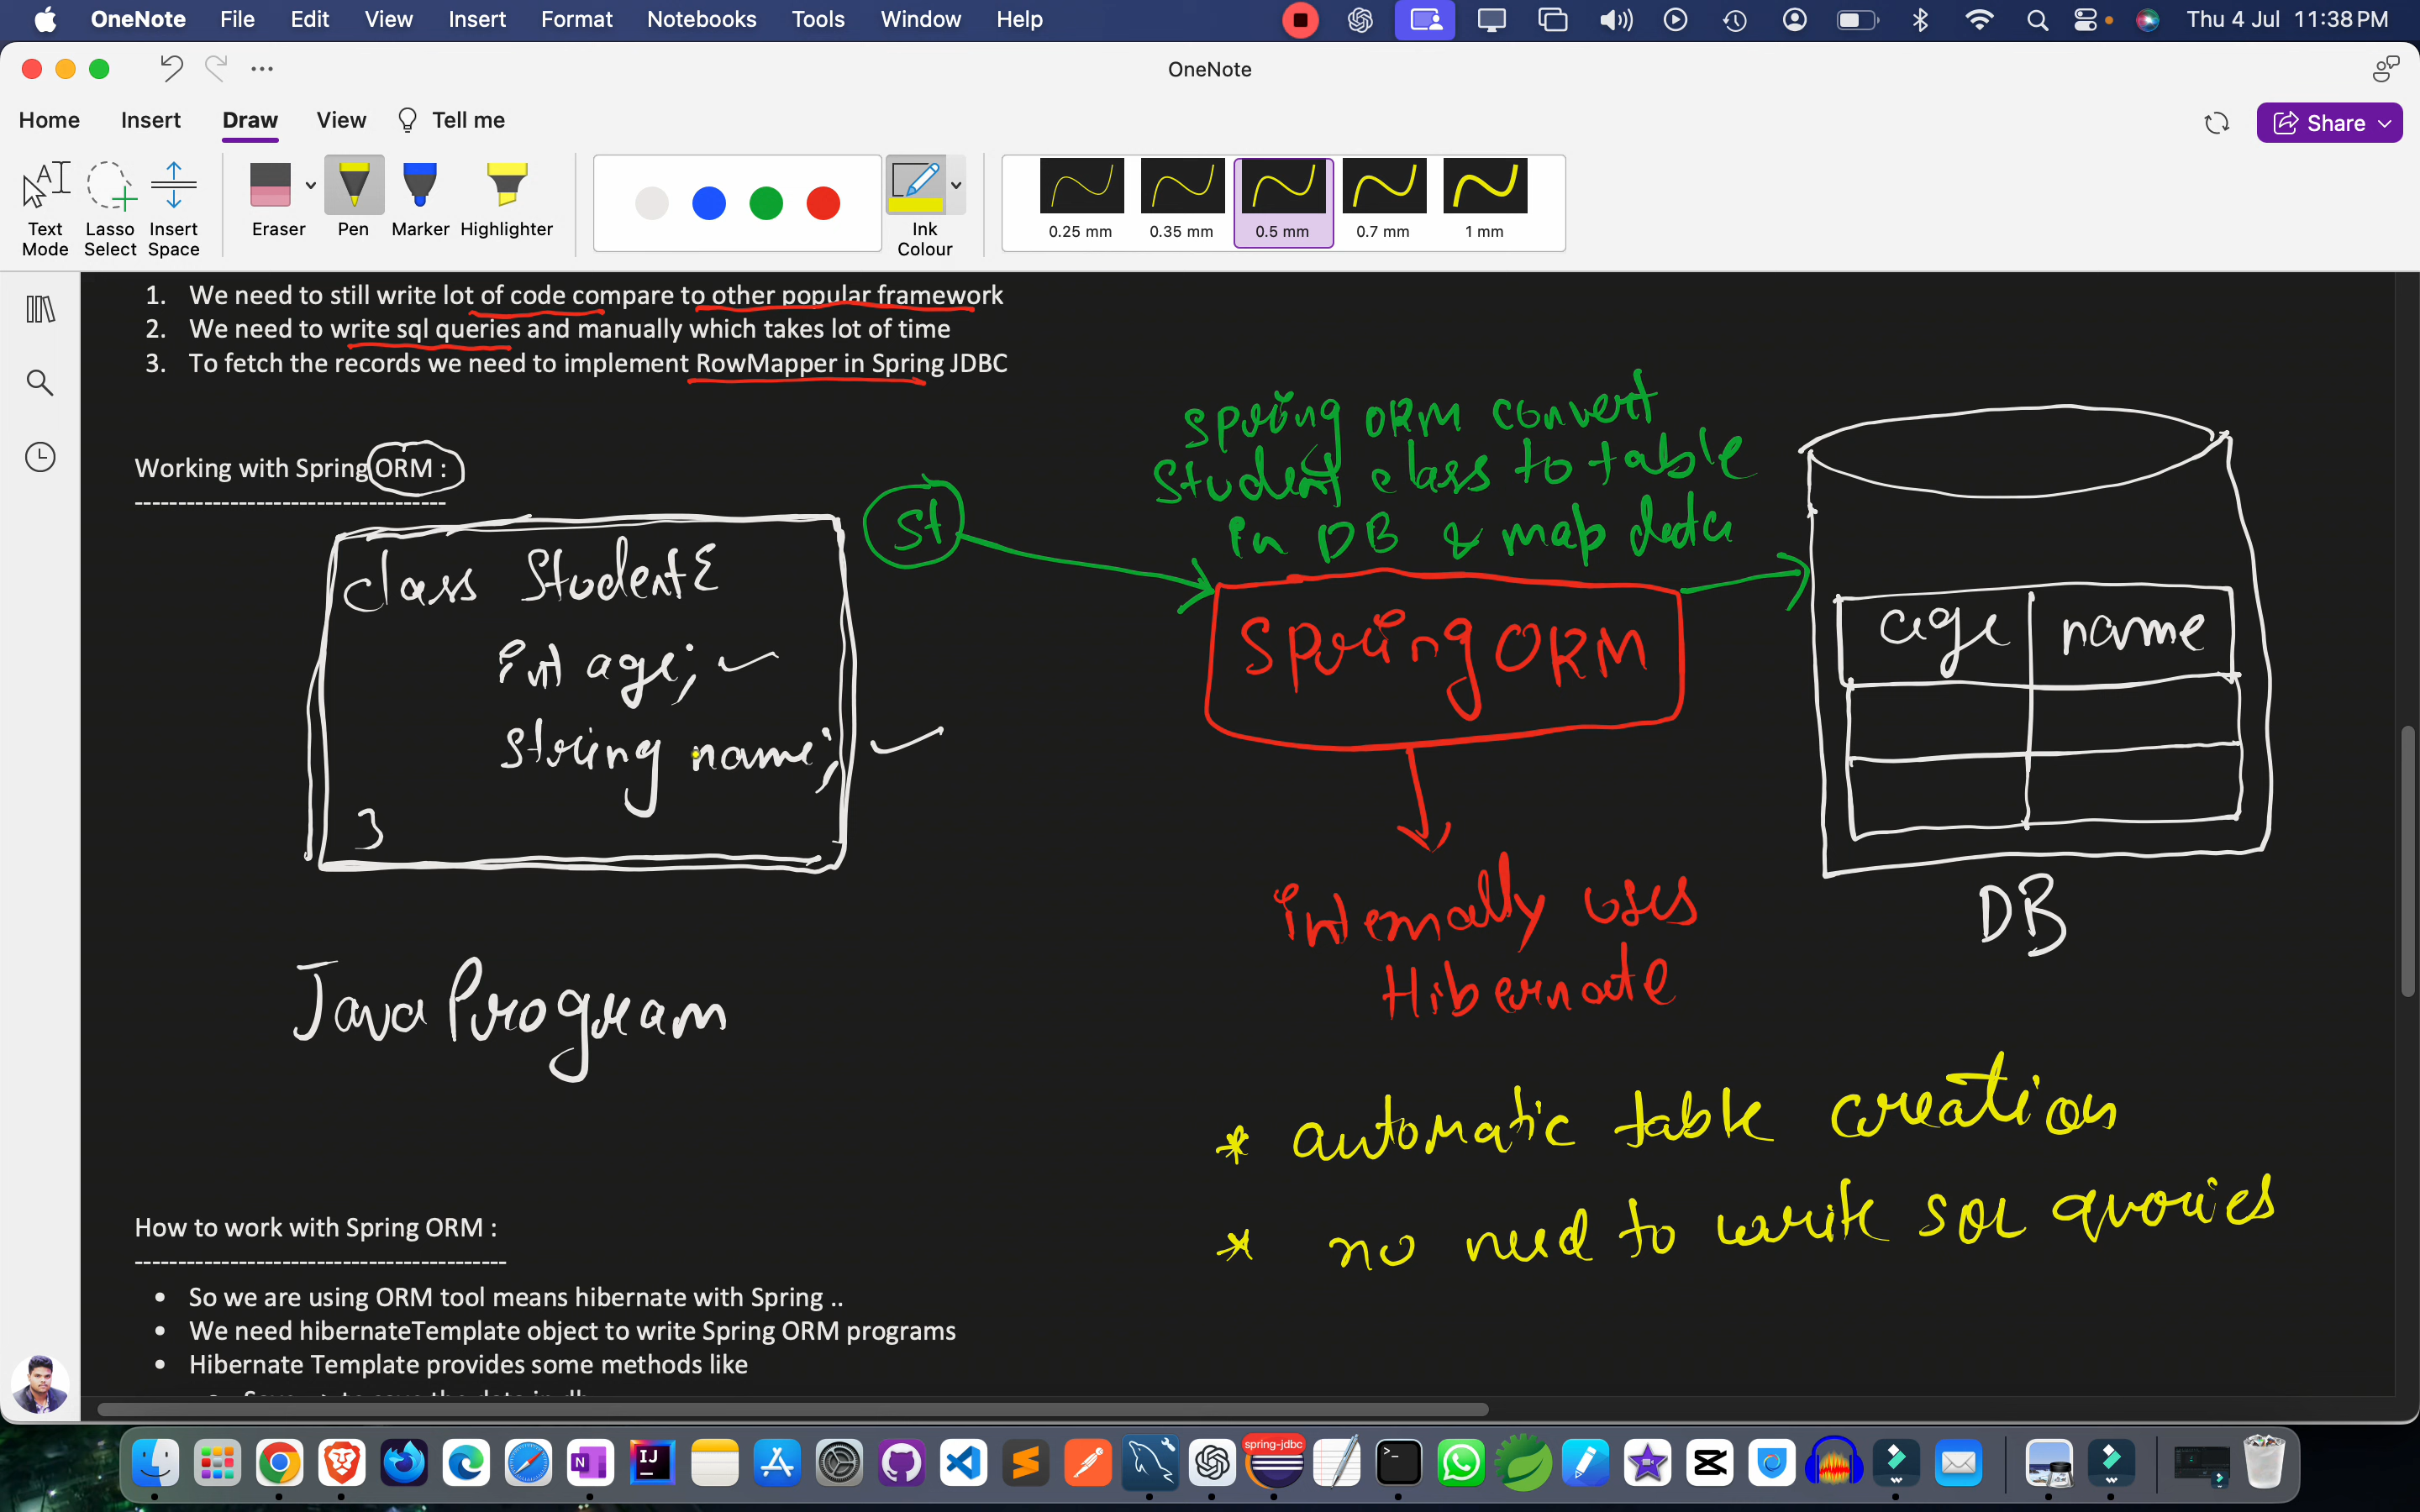 OneNote File Edit View Insert Format Notebooks Tools Window Help Thu 4 Jul 11:38 PM
OneNote
Home Insert Draw View Tell me Share
Text Mode
Lasso Select
Insert Space
Eraser
Pen
Marker
Highlighter
Ink Colour
0.25 mm 0.35 mm 0.5 mm 0.7 mm 1 mm
1. We need to still write lot of code compare to other popular framework
2. We need to write sql queries and manually which takes lot of time
3. To fetch the records we need to implement RowMapper in Spring JDBC
Working with Spring ORM :
-------------------------------------
class Student{
int age;
String name;
}
Java Program
St
Spring ORM convert
Student class to table
in DB & map data
Spring ORM
internally uses
Hibernate
age name
DB
* automatic table creation
* no need to write SQL queries
How to work with Spring ORM :
-------------------------------------------
• So we are using ORM tool means hibernate with Spring ..
• We need hibernateTemplate object to write Spring ORM programs
• Hibernate Template provides some methods like
spring-jdbc